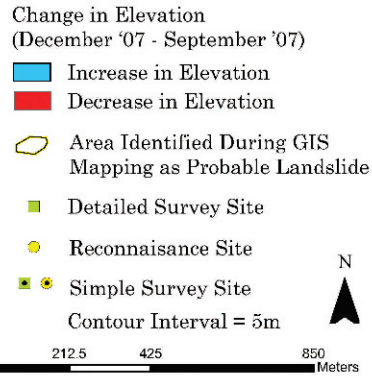 Change in Elevation
(December ‘07 - September ’07)
Increase in Elevation
Decrease in Elevation
Area Identified During GIS
Mapping as Probable Landslide
Detailed Survey Site
Reconnaisance Site
Simple Survey Site
N
Contour Interval = 5m
212.5 425 850
Meters